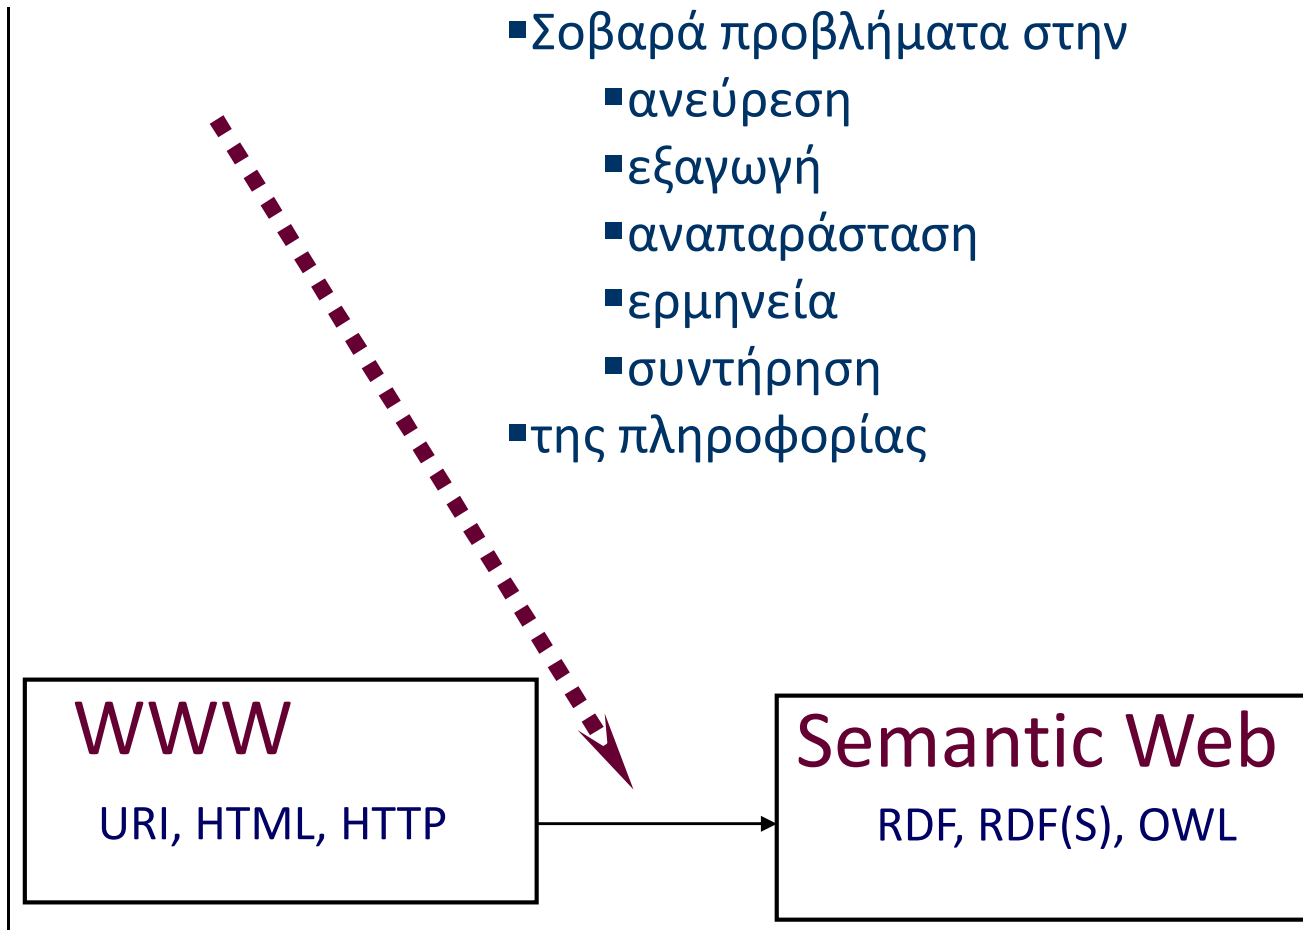 ▪Σοβαρά προβλήματα στην
▪ανεύρεση
▪εξαγωγή
▪αναπαράσταση
▪ερμηνεία
▪συντήρηση
▪της πληροφορίας
WWW
URI, HTML, HTTP
Semantic Web
RDF, RDF(S), OWL